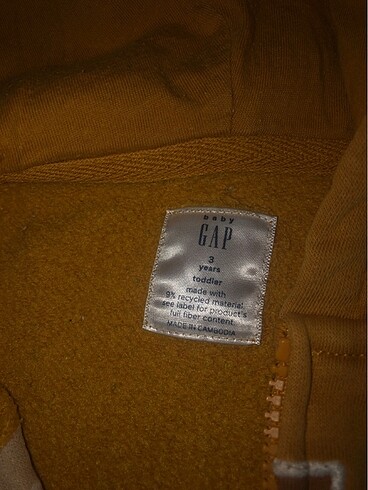 baby
GAP
3
years
toddler
made with
9% recycled material
see label for product's
full fiber content.
MADE IN CAMBODIA